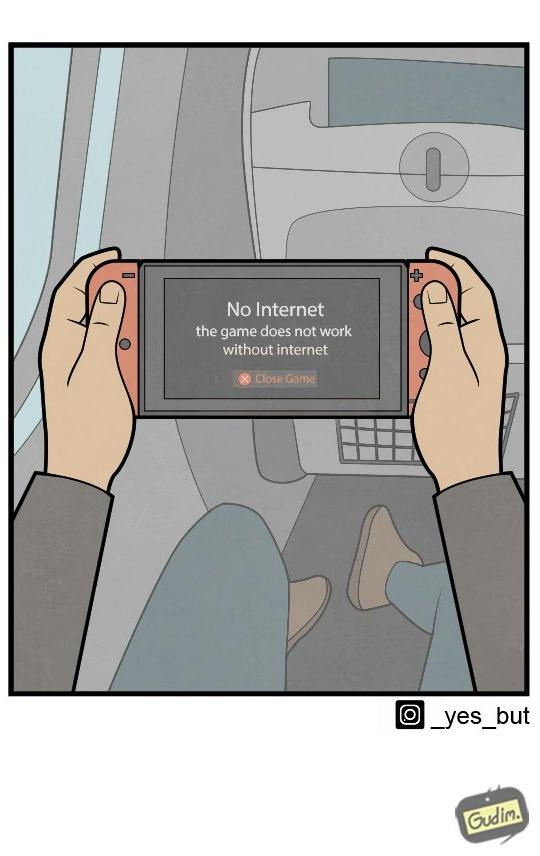 No Internet
the game does not work
without internet
Close Game
_yes_but
Gudim.